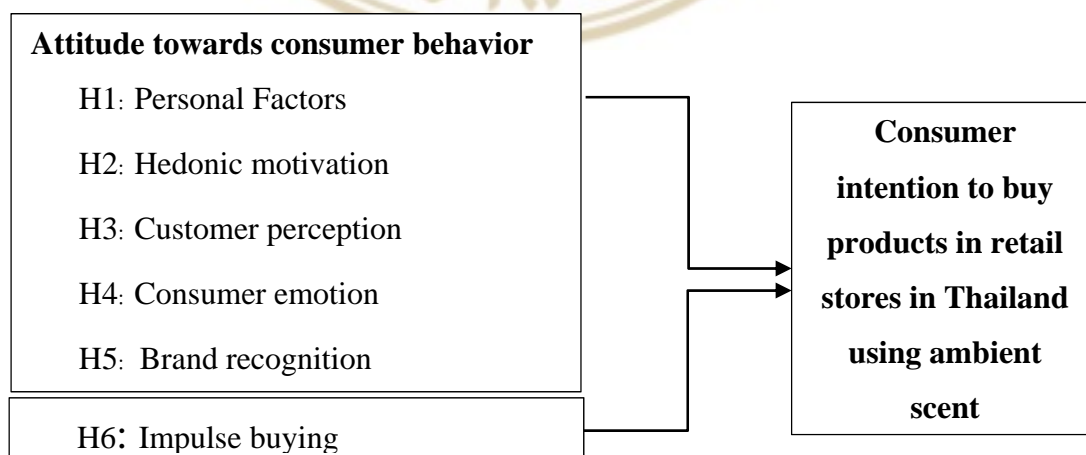 Attitude towards consumer behavior
H1: Personal Factors
H2: Hedonic motivation
H3: Customer perception
H4: Consumer emotion
H5: Brand recognition
H6: Impulse buying
Consumer
intention to buy
products in retail
stores in Thailand
using ambient
scent